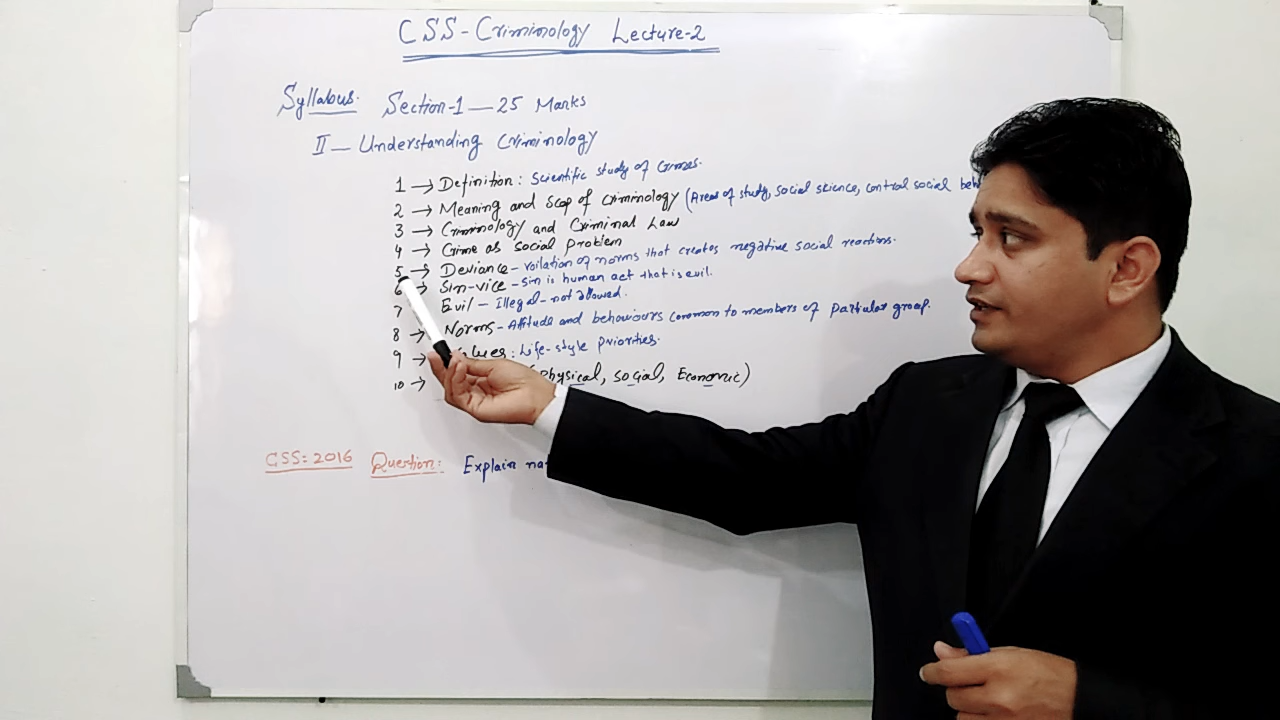 CSS-Criminology Lecture-2
Syllabus. Section-1 — 25 Marks
II — Understanding Criminology
1 → Definition: Scientific study of Crimes.
2 → Meaning and Scop of criminology (Areas of study, social skience, control social beh
3 → Criminology and Criminal Law
4 → Crime as social problem
5 → Deviance - voilation of norms that creates negative social reactions.
6 → Sin-vice - sin is human act that is evil.
7 Evil - Illegal - not allowed.
8 → Norms - Attitude and behaviours common to members of particular group.
9 → Values: Life-style priorities.
10 → (Physical, social, Economic)
CSS: 2016 Question: Explain na